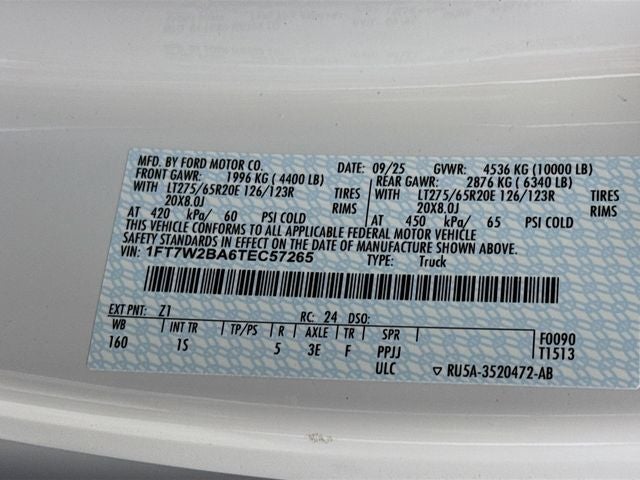 MFD. BY FORD MOTOR CO. DATE: 09/25 GVWR: 4536 KG (10000 LB)
FRONT GAWR: 1996 KG ( 4400 LB) REAR GAWR: 2876 KG ( 6340 LB)
WITH LT275/65R20E 126/123R TIRES WITH LT275/65R20E 126/123R TIRES
20X8.0J RIMS 20X8.0J RIMS
AT 420 kPa/ 60 PSI COLD AT 450 kPa/ 65 PSI COLD
THIS VEHICLE CONFORMS TO ALL APPLICABLE FEDERAL MOTOR VEHICLE
SAFETY STANDARDS IN EFFECT ON THE DATE OF MANUFACTURE SHOWN ABOVE.
VIN: 1FT7W2BA6TEC57265 TYPE: Truck
EXT PNT: Z1 RC: 24 DSO:
WB INT TR TP/PS R AXLE TR SPR F0090
160 1S 5 3E F PPJJ T1513
ULC ▽ RU5A-3520472-AB